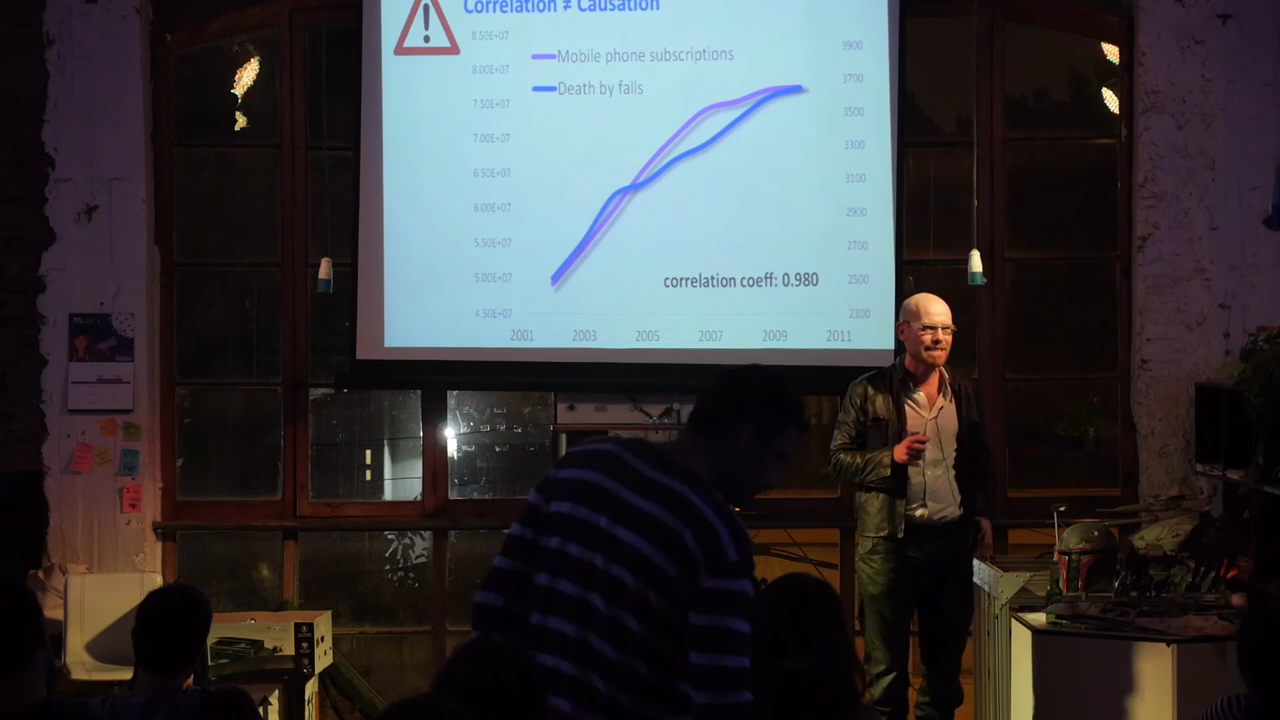 Correlation ≠ Causation
8.50E+07
8.00E+07
7.50E+07
7.00E+07
6.50E+07
6.00E+07
5.50E+07
5.00E+07
4.50E+07
Mobile phone subscriptions
Death by falls
3900
3700
3500
3300
3100
2900
2700
2500
2300
correlation coeff: 0.980
2001 2003 2005 2007 2009 2011